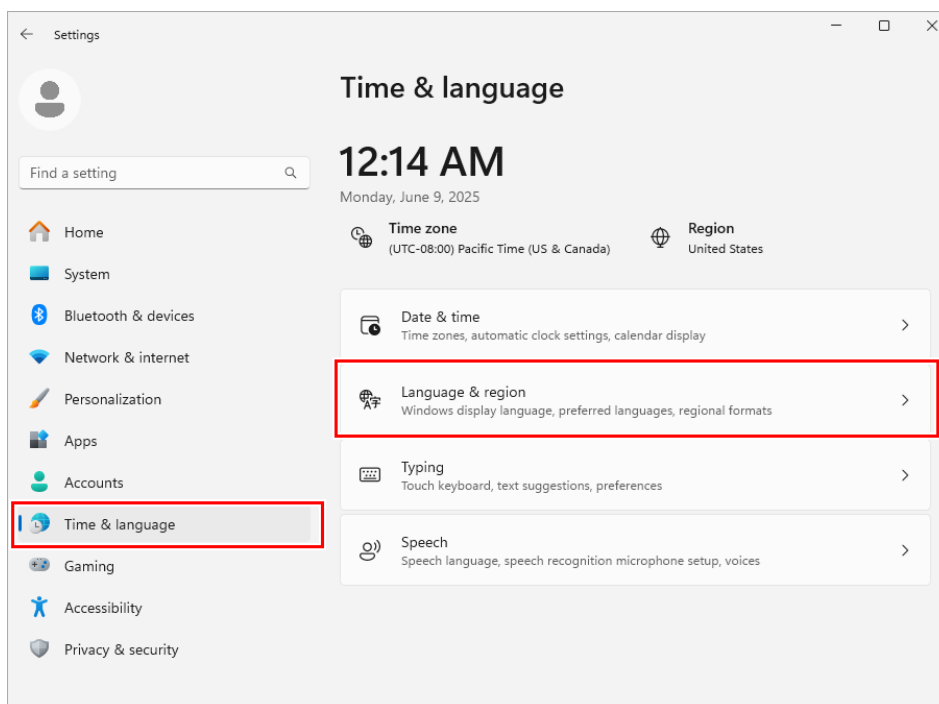 Settings
Find a setting
Home
System
Bluetooth & devices
Network & internet
Personalization
Apps
Accounts
Time & language
Gaming
Accessibility
Privacy & security
Time & language
12:14 AM
Monday, June 9, 2025
Time zone
(UTC-08:00) Pacific Time (US & Canada)
Region
United States
Date & time
Time zones, automatic clock settings, calendar display
Language & region
Windows display language, preferred languages, regional formats
Typing
Touch keyboard, text suggestions, preferences
Speech
Speech language, speech recognition microphone setup, voices